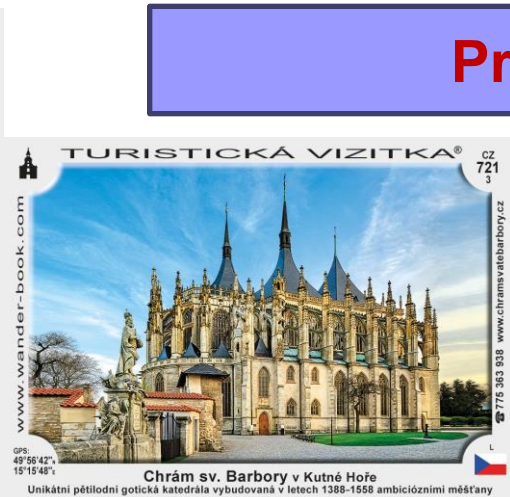 Pr
TURISTICKÁ VIZITKA®
CZ
721
3
www.wander-book.com
775 363 938 www.chramsvatebarbory.cz
GPS:
49°56'42"N
15°15'48"E
L
Chrám sv. Barbory v Kutné Hoře
Unikátní pětilodní gotická katedrála vybudovaná v letech 1388–1558 ambiciózními měšťany